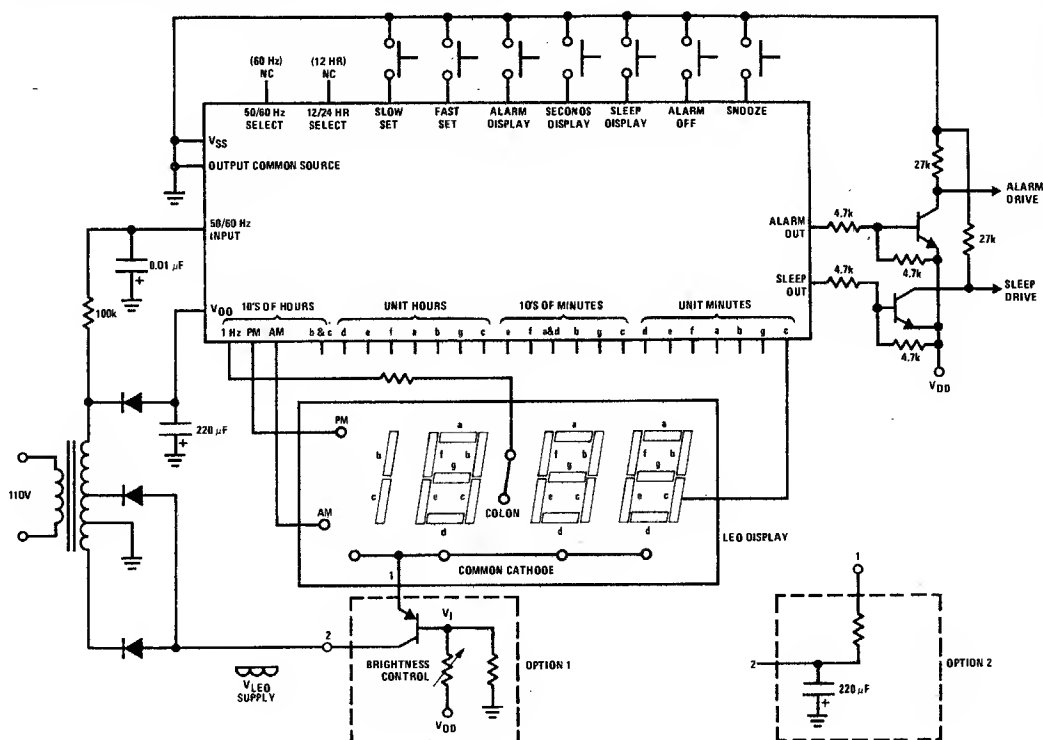 (60 Hz) NC
(12 HR) NC
50/60 Hz SELECT
12/24 HR SELECT
SLOW SET
FAST SET
ALARM DISPLAY
SECONDS DISPLAY
SLEEP DISPLAY
ALARM OFF
SNOOZE
VSS
OUTPUT COMMON SOURCE
50/60 Hz INPUT
0.01 µF
+
100k
VDD
ALARM OUT
4.7k
27k
ALARM DRIVE
4.7k
27k
SLEEP OUT
4.7k
SLEEP DRIVE
4.7k
VDD
10'S OF HOURS
UNIT HOURS
10'S OF MINUTES
UNIT MINUTES
1 Hz PM AM b & c d e f a b g c e f a&d b g c d e f a b g c
220 µF
+
110V
PM
AM
b
c
a
f b
g
e c
d
COLON
a
f b
g
e c
d
a
f b
g
e c
d
LED DISPLAY
COMMON CATHODE
1
2
VI
BRIGHTNESS CONTROL
VDD
OPTION 1
VLED SUPPLY
1
2
220 µF
+
OPTION 2